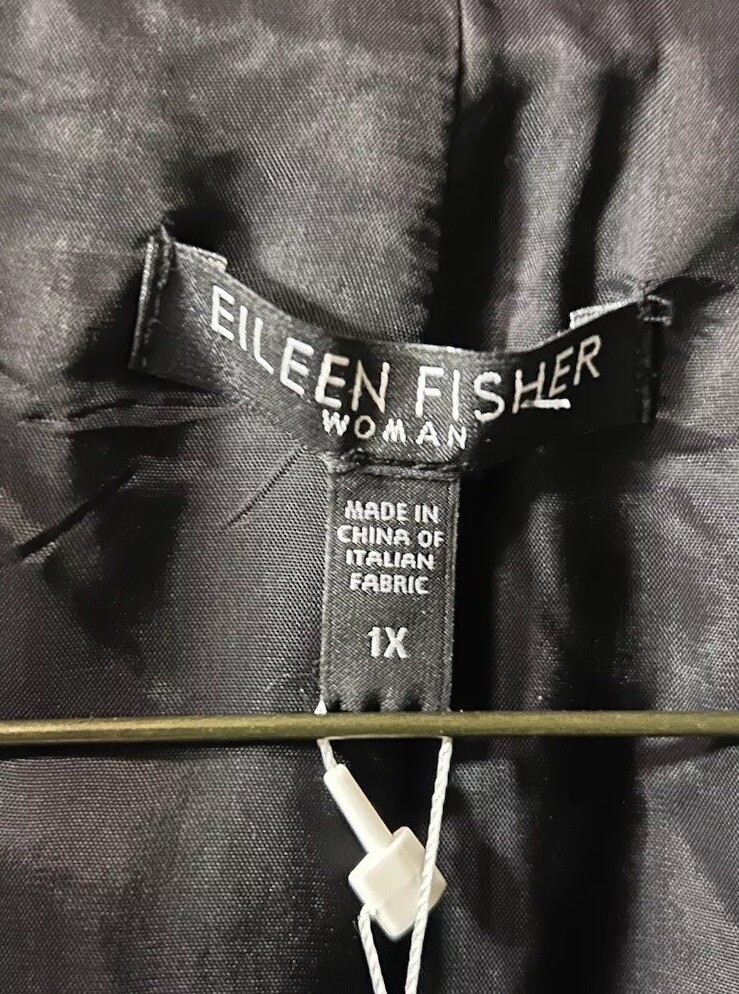 EILEEN FISHER
WOMAN
MADE IN
CHINA OF
ITALIAN
FABRIC
1X